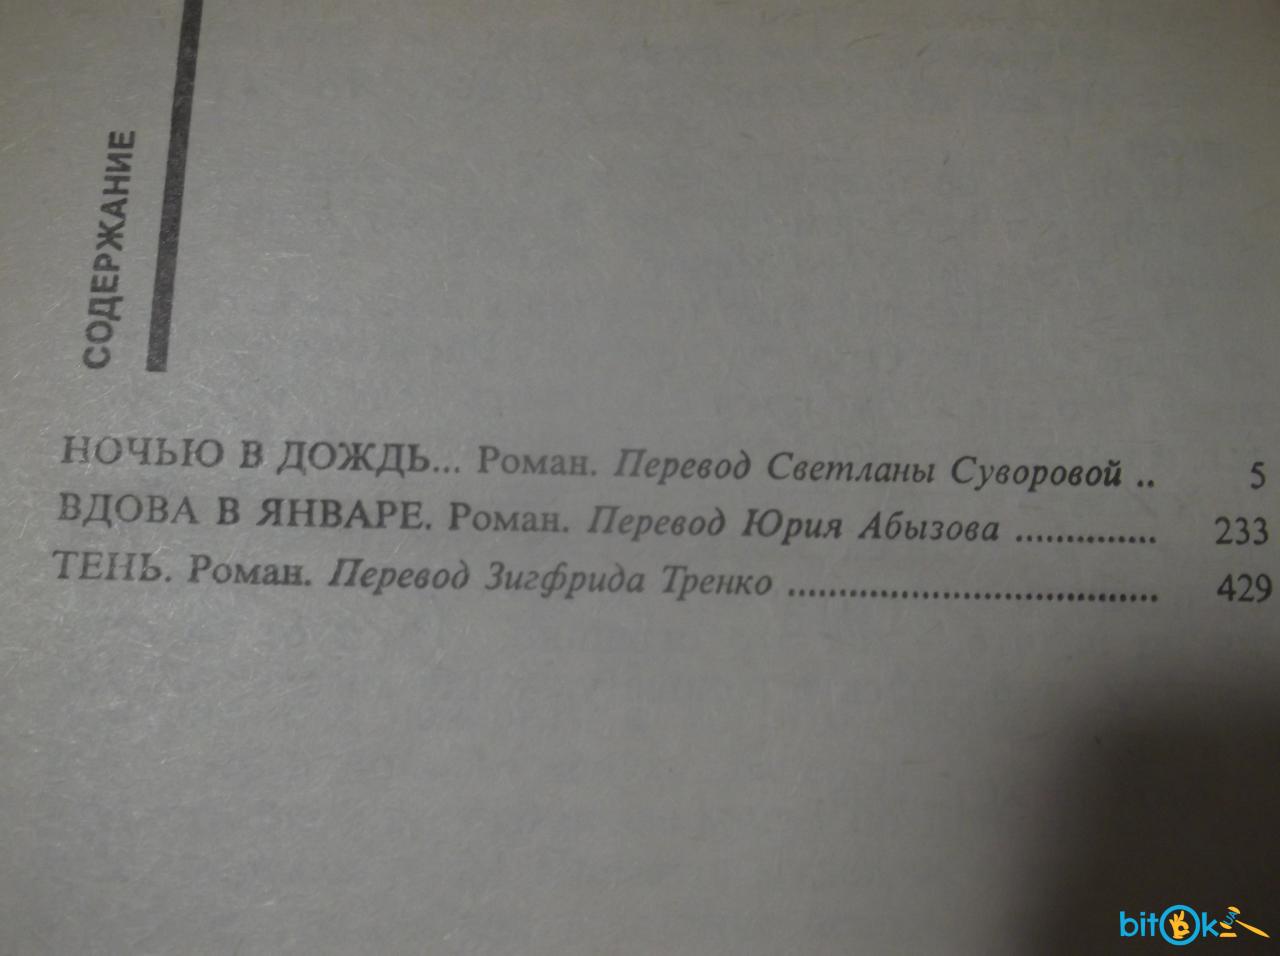 СОДЕРЖАНИЕ
НОЧЬЮ В ДОЖДЬ... Роман. Перевод Светланы Суворовой .. 5
ВДОВА В ЯНВАРЕ. Роман. Перевод Юрия Абызова .............. 233
ТЕНЬ. Роман. Перевод Зигфрида Тренко ..................................... 429
bitOk.UA